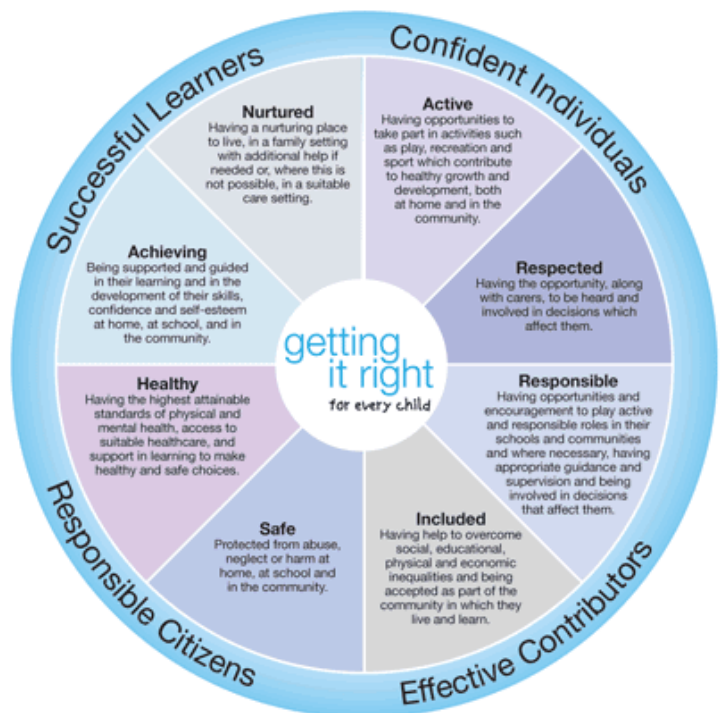 Successful Learners
Confident Individuals
Nurtured
Having a nurturing place
to live, in a family setting
with additional help if
needed or, where this is
not possible, in a suitable
care setting.
Active
Having opportunities to
take part in activities such
as play, recreation and
sport which contribute
to healthy growth and
development, both
at home and in the
community.
Achieving
Being supported and guided
in their learning and in the
development of their skills,
confidence and self-esteem
at home, at school, and in
the community.
Respected
Having the opportunity, along
with carers, to be heard and
involved in decisions which
affect them.
getting
it right
for every child
Healthy
Having the highest attainable
standards of physical and
mental health, access to
suitable healthcare, and
support in learning to make
healthy and safe choices.
Responsible
Having opportunities and
encouragement to play active
and responsible roles in their
schools and communities
and where necessary, having
appropriate guidance and
supervision and being
involved in decisions
that affect them.
Safe
Protected from abuse,
neglect or harm at
home, at school and
in the community.
Included
Having help to overcome
social, educational,
physical and economic
inequalities and being
accepted as part of the
community in which they
live and learn.
Responsible Citizens
Effective Contributors